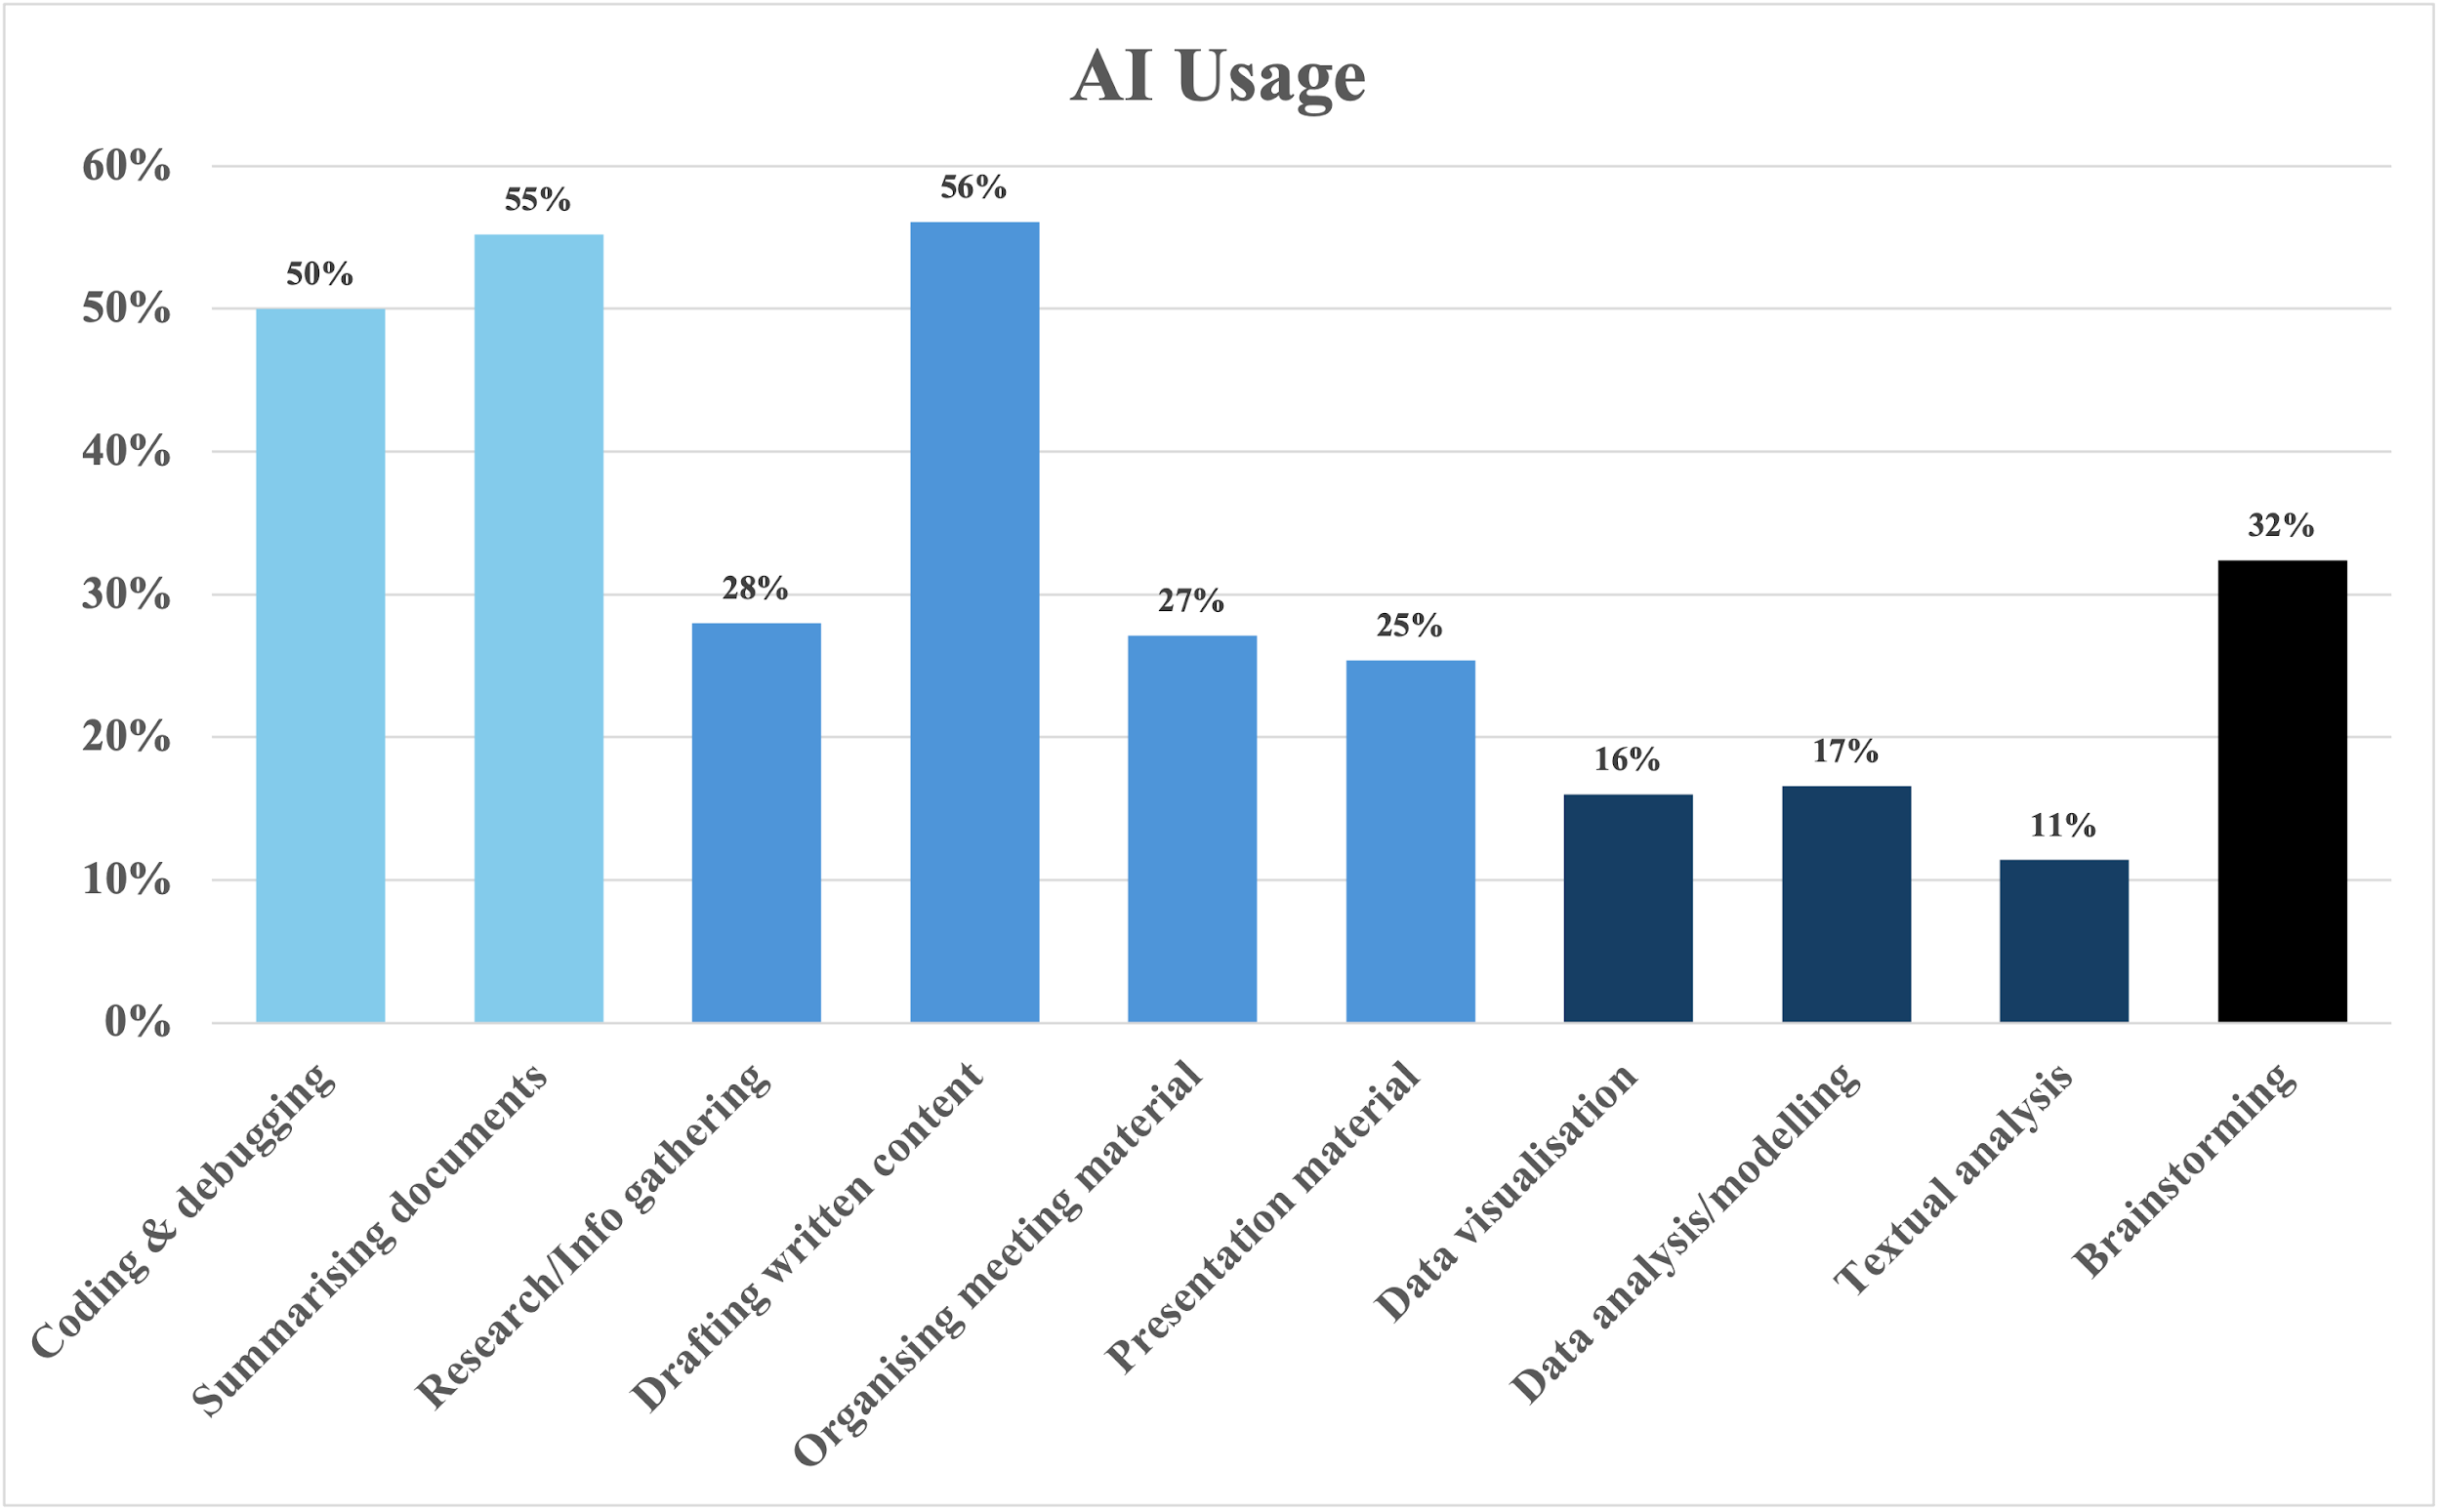 AI Usage
60%
50%
40%
30%
20%
10%
0%
50%
55%
28%
56%
27%
25%
16%
17%
11%
32%
Coding & debugging
Summarising documents
Research/Info gathering
Drafting written content
Organising meeting material
Presentation material
Data visualisation
Data analysis/modelling
Textual analysis
Brainstorming